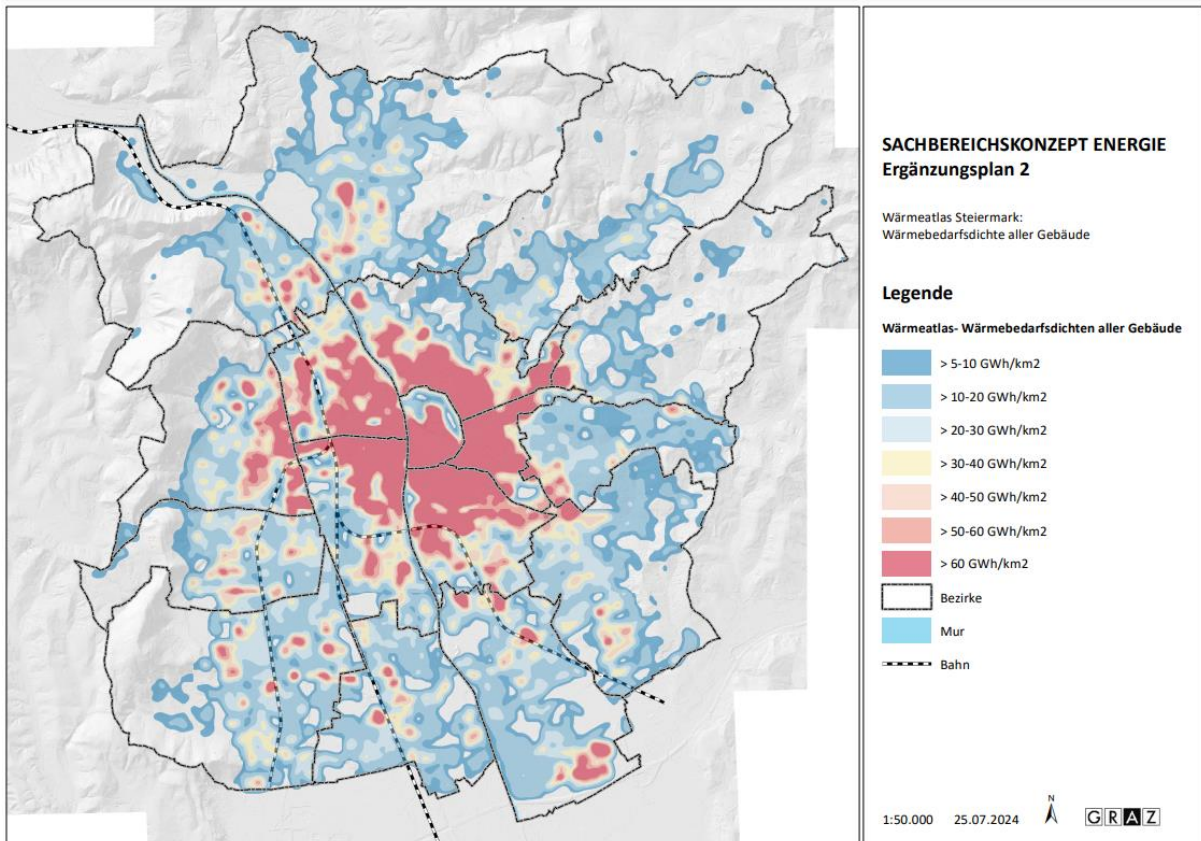 SACHBEREICHSKONZEPT ENERGIE
Ergänzungsplan 2
Wärmeatlas Steiermark:
Wärmebedarfsdichte aller Gebäude
Legende
Wärmeatlas- Wärmebedarfsdichten aller Gebäude
> 5-10 GWh/km2
> 10-20 GWh/km2
> 20-30 GWh/km2
> 30-40 GWh/km2
> 40-50 GWh/km2
> 50-60 GWh/km2
> 60 GWh/km2
Bezirke
Mur
Bahn
1:50.000 25.07.2024 N GRAZ